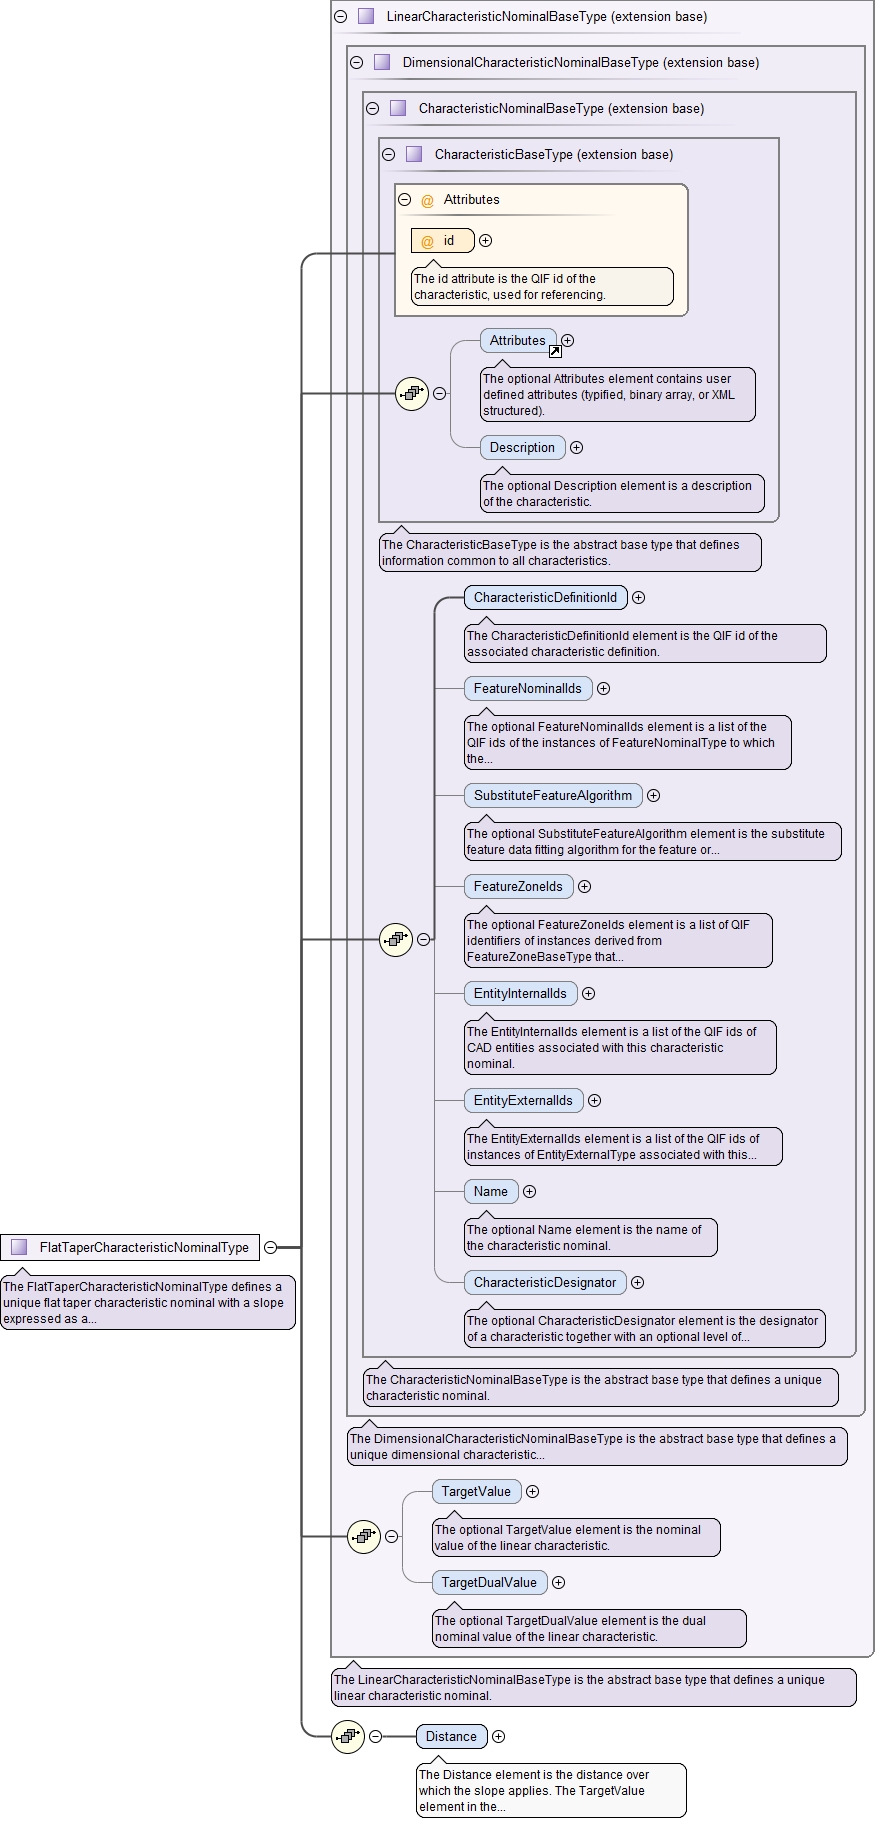 LinearCharacteristicNominalBaseType (extension base)
DimensionalCharacteristicNominalBaseType (extension base)
CharacteristicNominalBaseType (extension base)
CharacteristicBaseType (extension base)
@ Attributes
@ id
The id attribute is the QIF id of the
characteristic, used for referencing.
Attributes
The optional Attributes element contains user
defined attributes (typified, binary array, or XML
structured).
Description
The optional Description element is a description
of the characteristic.
The CharacteristicBaseType is the abstract base type that defines
information common to all characteristics.
CharacteristicDefinitionId
The CharacteristicDefinitionId element is the QIF id of the
associated characteristic definition.
FeatureNominalIds
The optional FeatureNominalIds element is a list of the
QIF ids of the instances of FeatureNominalType to which
the...
SubstituteFeatureAlgorithm
The optional SubstituteFeatureAlgorithm element is the substitute
feature data fitting algorithm for the feature or...
FeatureZoneIds
The optional FeatureZoneIds element is a list of QIF
identifiers of instances derived from
FeatureZoneBaseType that...
EntityInternalIds
The EntityInternalIds element is a list of the QIF ids of
CAD entities associated with this characteristic
nominal.
EntityExternalIds
The EntityExternalIds element is a list of the QIF ids of
instances of EntityExternalType associated with this...
Name
The optional Name element is the name of
the characteristic nominal.
FlatTaperCharacteristicNominalType
The FlatTaperCharacteristicNominalType defines a
unique flat taper characteristic nominal with a slope
expressed as a...
CharacteristicDesignator
The optional CharacteristicDesignator element is the designator
of a characteristic together with an optional level of...
The CharacteristicNominalBaseType is the abstract base type that defines a unique
characteristic nominal.
The DimensionalCharacteristicNominalBaseType is the abstract base type that defines a
unique dimensional characteristic...
TargetValue
The optional TargetValue element is the nominal
value of the linear characteristic.
TargetDualValue
The optional TargetDualValue element is the dual
nominal value of the linear characteristic.
The LinearCharacteristicNominalBaseType is the abstract base type that defines a unique
linear characteristic nominal.
Distance
The Distance element is the distance over
which the slope applies. The TargetValue
element in the...